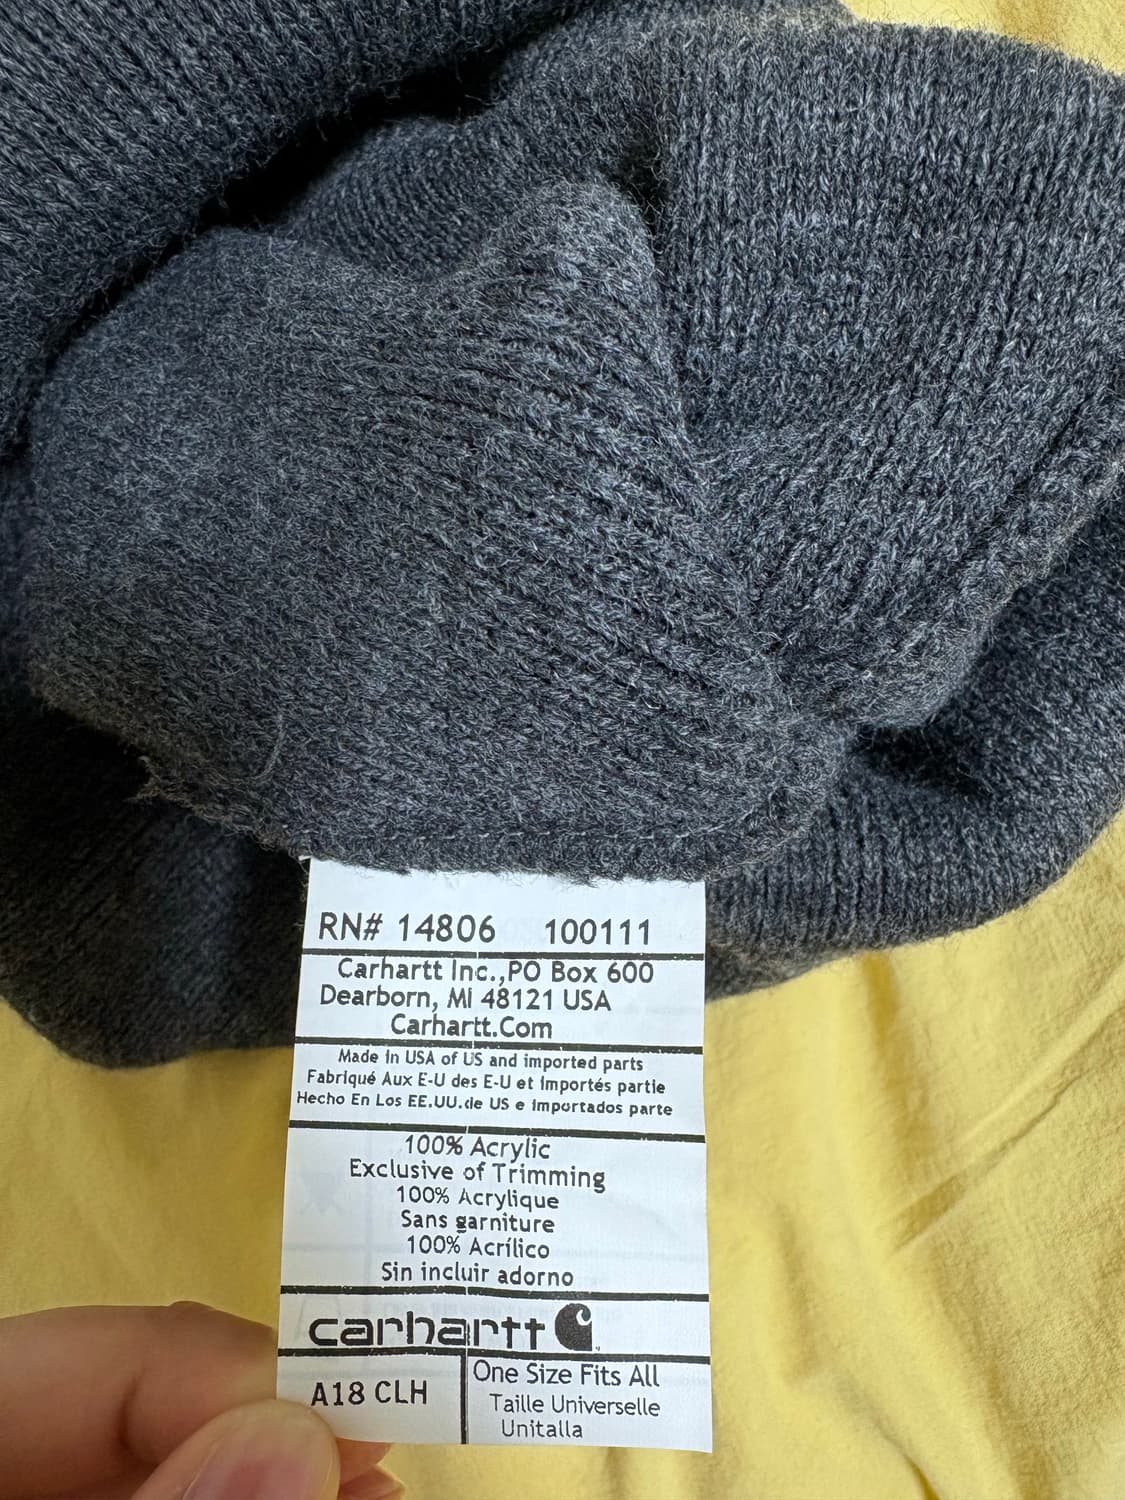 RN# 14806 100111
Carhartt Inc.,PO Box 600
Dearborn, MI 48121 USA
Carhartt.Com
Made in USA of US and imported parts
Fabriqué Aux E-U des E-U et importés partie
Hecho En Los EE.UU.de US e importados parte
100% Acrylic
Exclusive of Trimming
100% Acrylique
Sans garniture
100% Acrílico
Sin incluir adorno
carhartt
A18 CLH
One Size Fits All
Taille Universelle
Unitalla